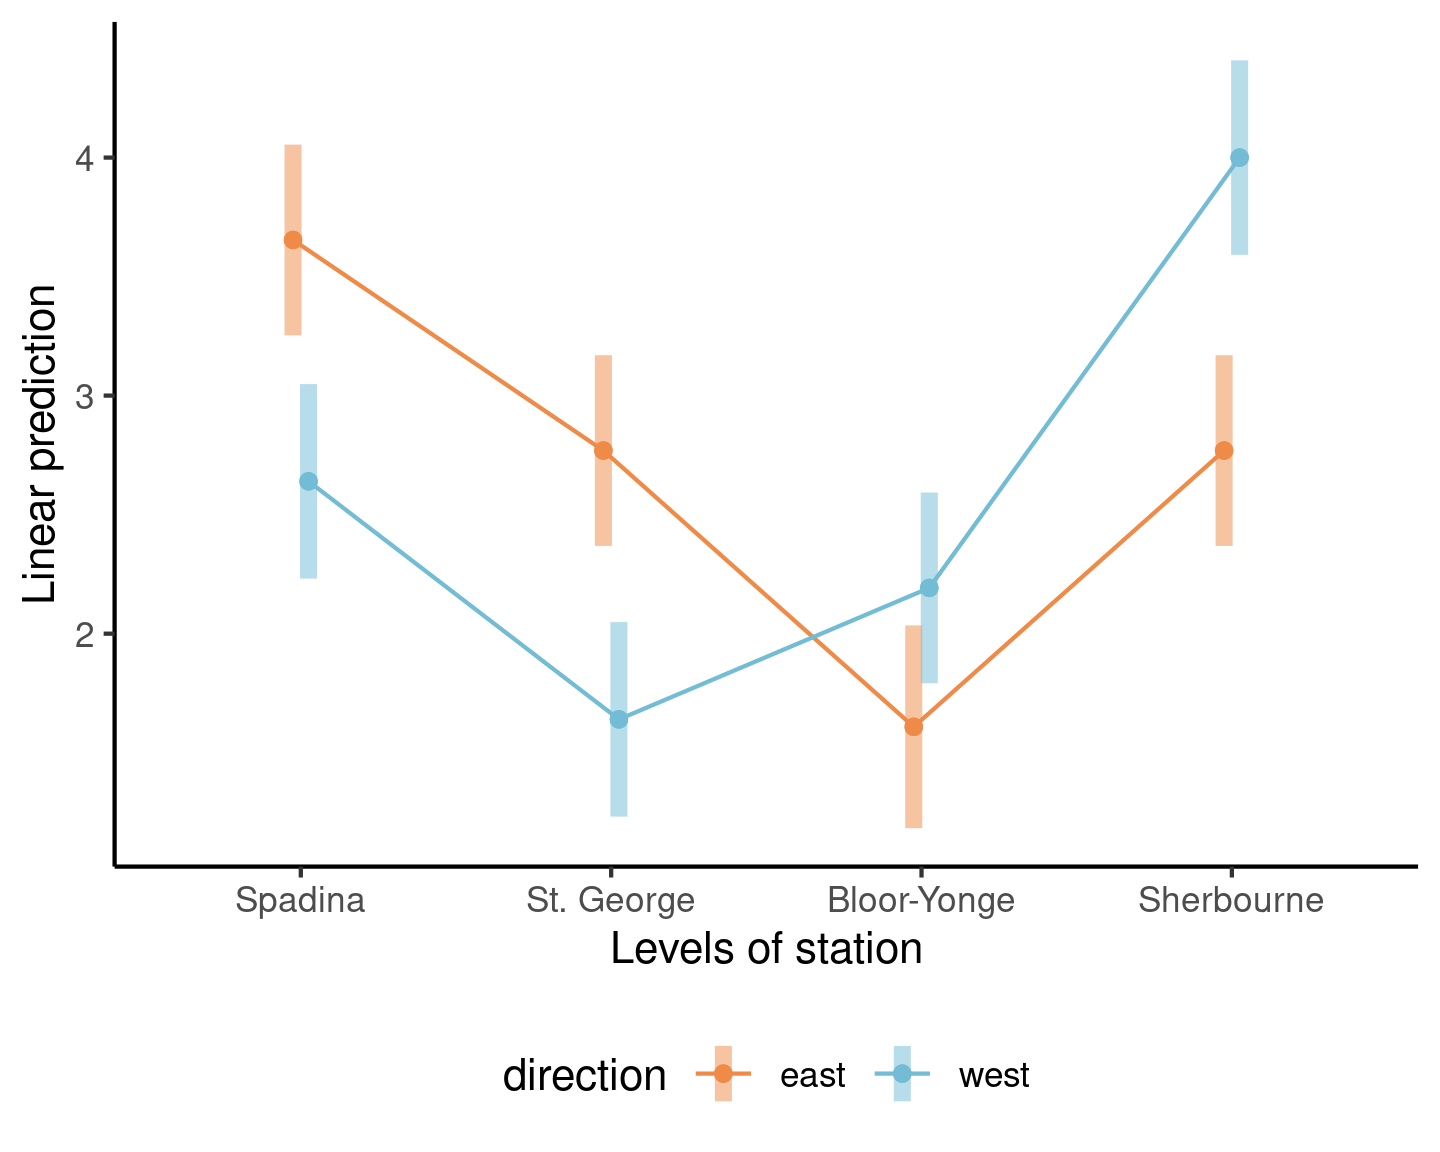 4
3
2
Linear prediction
Spadina St. George Bloor-Yonge Sherbourne
Levels of station
direction east west